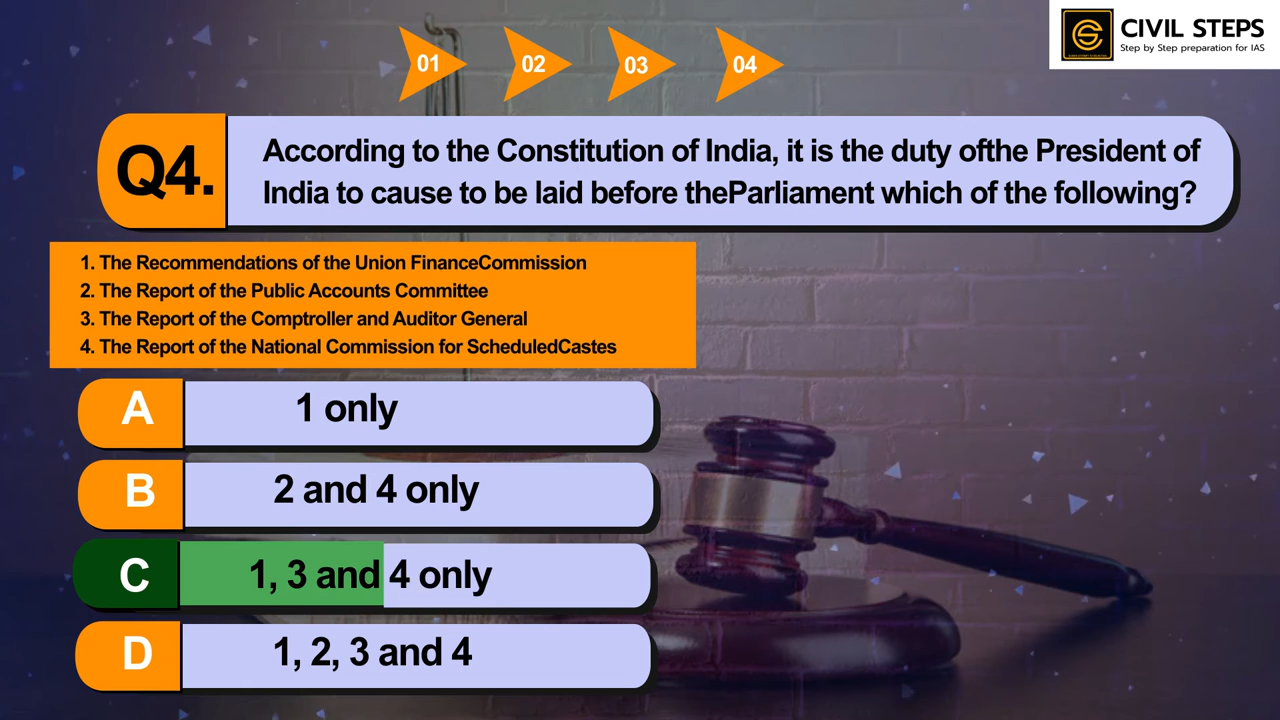 CIVIL STEPS
Step by Step preparation for IAS
01 02 03 04
Q4.
According to the Constitution of India, it is the duty ofthe President of
India to cause to be laid before theParliament which of the following?
1. The Recommendations of the Union FinanceCommission
2. The Report of the Public Accounts Committee
3. The Report of the Comptroller and Auditor General
4. The Report of the National Commission for ScheduledCastes
A 1 only
B 2 and 4 only
C 1, 3 and 4 only
D 1, 2, 3 and 4